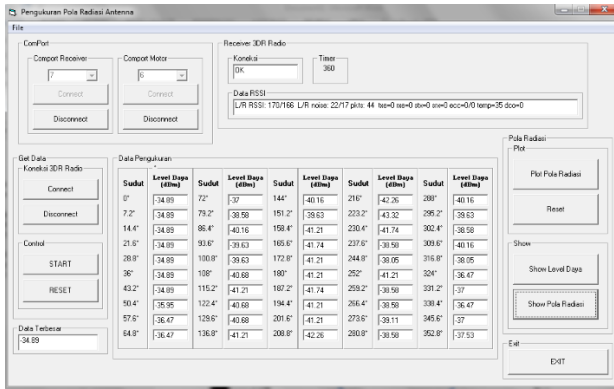 Pengukuran Pola Radiasi Antenna
File
ComPort
Comport Receiver
7
Connect
Disconnect
Comport Motor
6
Connect
Disconnect
Receiver 3DR Radio
Koneksi
OK
Timer
360
Data RSSI
L/R RSSI: 170/166 L/R noise: 22/17 pkts: 44 txe=0 rxe=0 stx=0 srx=0 ecc=0/0 temp=35 dco=0
Get Data
Koneksi 3DR Radio
Connect
Disconnect
Control
START
RESET
Data Terbesar
-34.89
Data Pengukuran
Sudut Level Daya (dBm) Sudut Level Daya (dBm) Sudut Level Daya (dBm) Sudut Level Daya (dBm) Sudut Level Daya (dBm)
0° -34.89 72° -37 144° -40.16 216° -42.26 288° -40.16
7.2° -34.89 79.2° -38.58 151.2° -39.63 223.2° -43.32 295.2° -39.63
14.4° -34.89 86.4° -40.16 158.4° -41.21 230.4° -41.74 302.4° -38.58
21.6° -34.89 93.6° -39.63 165.6° -41.74 237.6° -38.58 309.6° -40.16
28.8° -34.89 100.8° -39.63 172.8° -41.21 244.8° -38.05 316.8° -38.05
36° -34.89 108° -40.68 180° -41.21 252° -41.21 324° -36.47
43.2° -34.89 115.2° -41.21 187.2° -41.74 259.2° -38.58 331.2° -37
50.4° -35.95 122.4° -40.68 194.4° -41.21 266.4° -38.58 338.4° -36.47
57.6° -36.47 129.6° -40.68 201.6° -41.21 273.6° -39.11 345.6° -37
64.8° -36.47 136.8° -41.21 208.8° -42.26 280.8° -38.58 352.8° -37.53
Pola Radiasi
Plot
Plot Pola Radiasi
Reset
Show
Show Level Daya
Show Pola Radiasi
Exit
EXIT